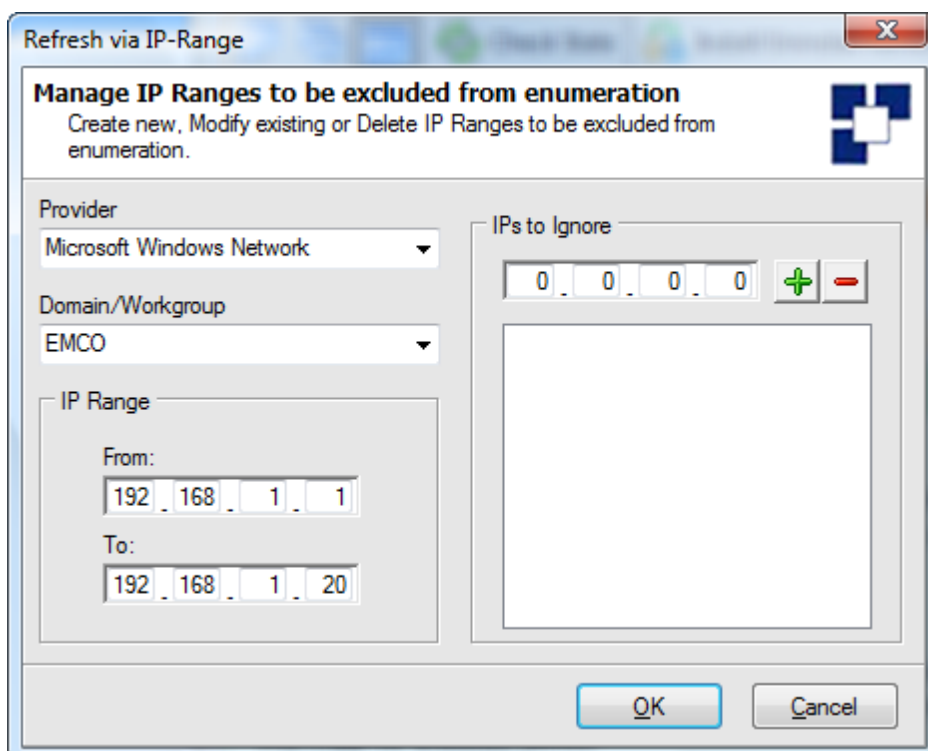 Refresh via IP-Range
Check State
Manage IP Ranges to be excluded from enumeration
Create new, Modify existing or Delete IP Ranges to be excluded from
enumeration.
Provider
Microsoft Windows Network
Domain/Workgroup
EMCO
IP Range
From:
192 . 168 . 1 . 1
To:
192 . 168 . 1 . 20
IPs to Ignore
0 . 0 . 0 . 0
OK
Cancel